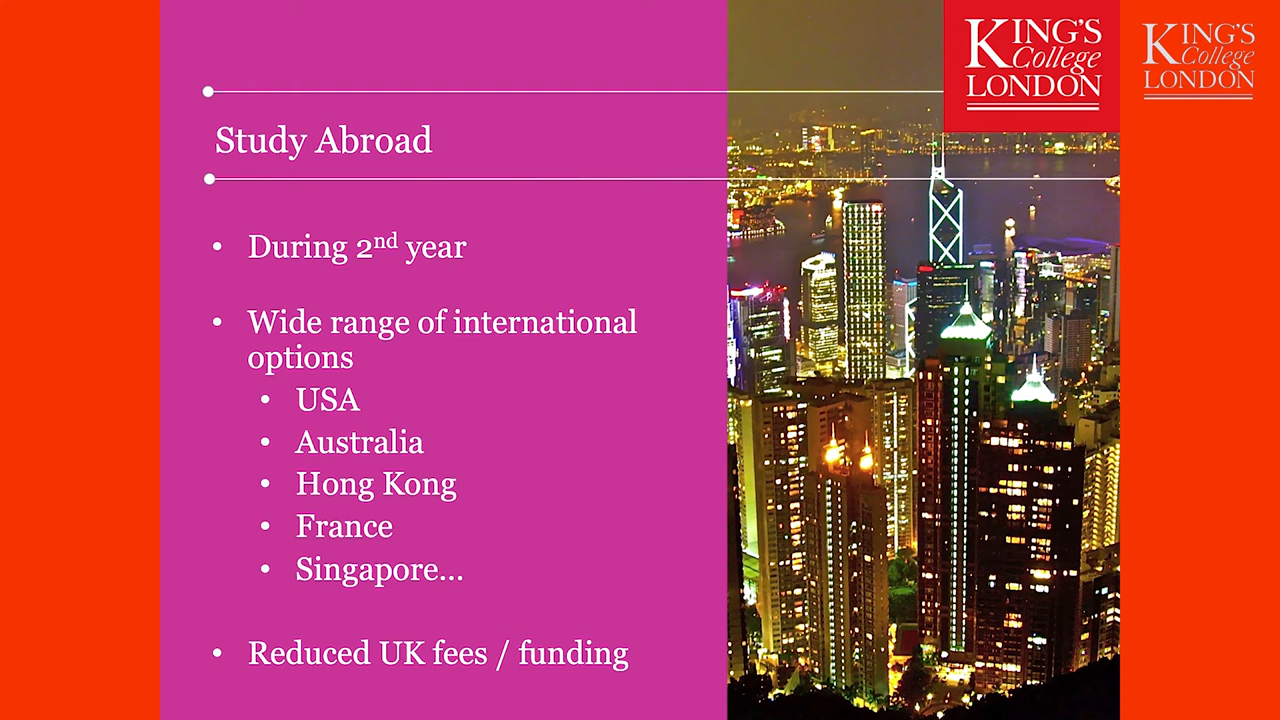 KING'S
College
LONDON
KING'S
College
LONDON
Study Abroad
• During 2nd year
• Wide range of international
options
• USA
• Australia
• Hong Kong
• France
• Singapore...
• Reduced UK fees / funding